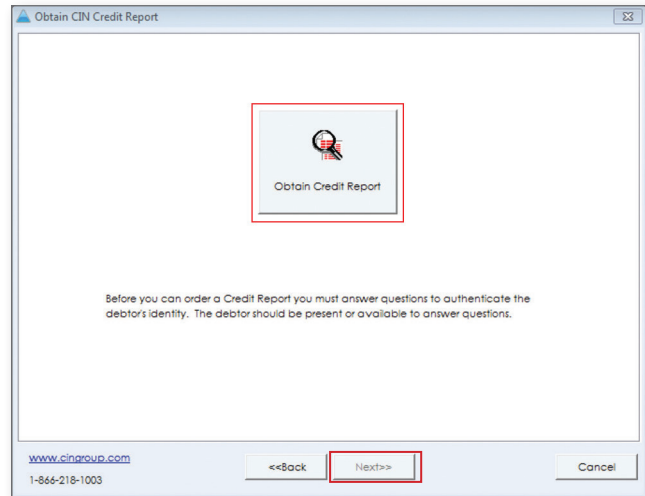 Obtain CIN Credit Report
Obtain Credit Report
Before you can order a Credit Report you must answer questions to authenticate the
debtor's identity. The debtor should be present or available to answer questions.
www.cingroup.com
1-866-218-1003
<<Back
Next>>
Cancel